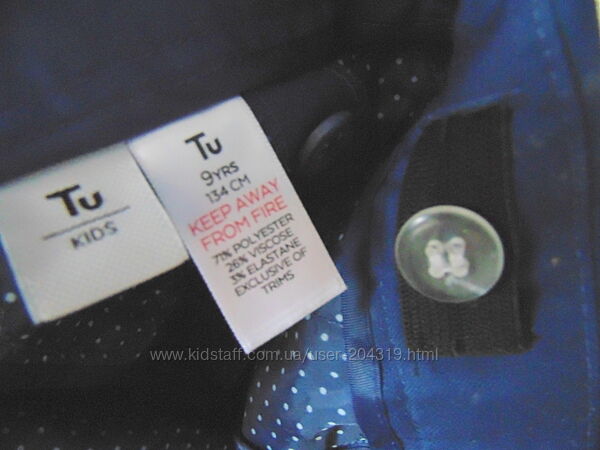 Tu
KIDS
Tu
9YRS
134 CM
KEEP AWAY
FROM FIRE
71% POLYESTER
26% VISCOSE
3% ELASTANE
EXCLUSIVE OF
TRIMS
www.kidstaff.com.ua/user-204319.html